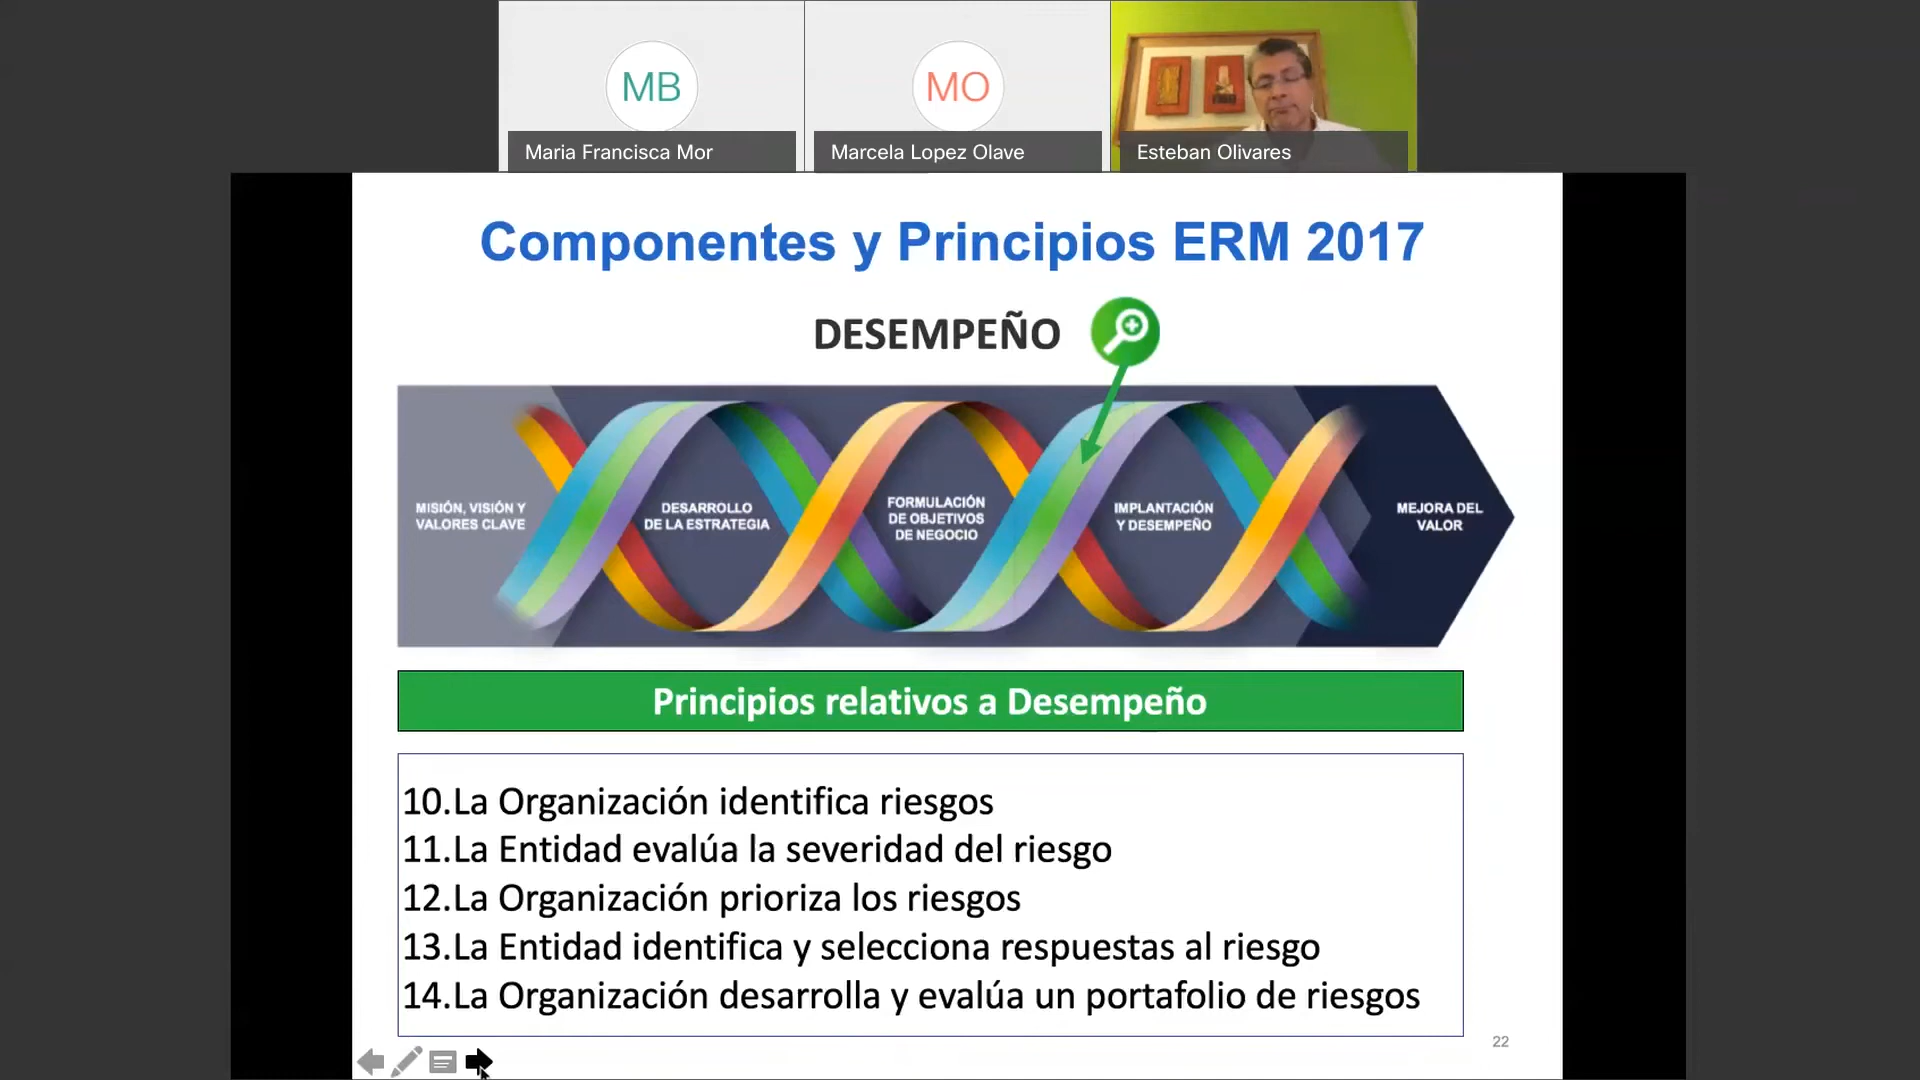 MB
MO
Maria Francisca Mor
Marcela Lopez Olave
Esteban Olivares
Componentes y Principios ERM 2017
DESEMPEÑO
MISIÓN, VISIÓN Y
VALORES CLAVE
DESARROLLO
DE LA ESTRATEGIA
FORMULACIÓN
DE OBJETIVOS
DE NEGOCIO
IMPLANTACIÓN
Y DESEMPEÑO
MEJORA DEL
VALOR
Principios relativos a Desempeño
10.La Organización identifica riesgos
11.La Entidad evalúa la severidad del riesgo
12.La Organización prioriza los riesgos
13.La Entidad identifica y selecciona respuestas al riesgo
14.La Organización desarrolla y evalúa un portafolio de riesgos
22